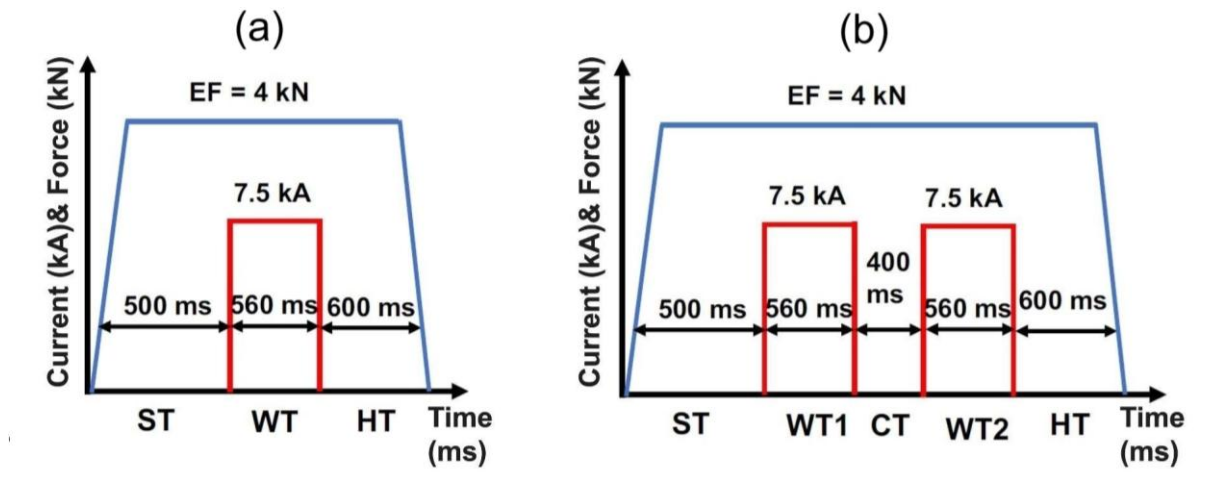 (a)
Current (kA)& Force (kN)
EF = 4 kN
7.5 kA
500 ms
560 ms
600 ms
ST
WT
HT
Time
(ms)
(b)
Current (kA)& Force (kN)
EF = 4 kN
7.5 kA
7.5 kA
400
ms
500 ms
560 ms
560 ms
600 ms
ST
WT1
CT
WT2
HT
Time
(ms)